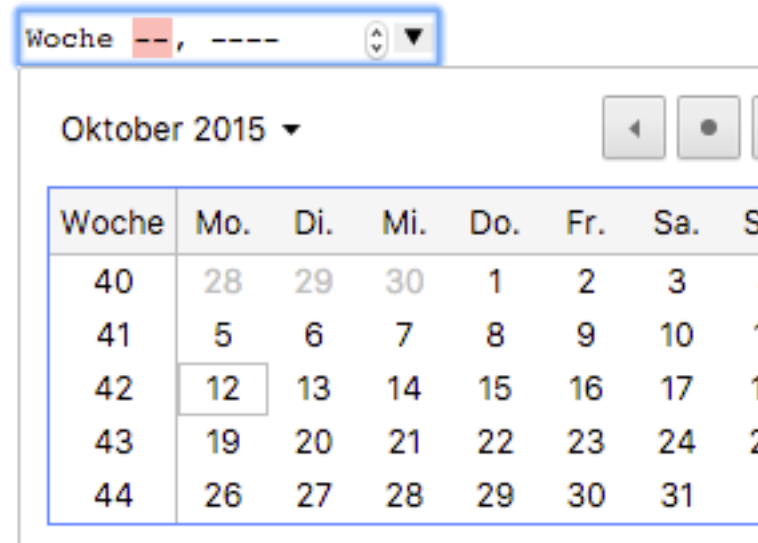 Woche --, ----
Oktober 2015
Woche Mo. Di. Mi. Do. Fr. Sa.
40 28 29 30 1 2 3
41 5 6 7 8 9 10
42 12 13 14 15 16 17
43 19 20 21 22 23 24
44 26 27 28 29 30 31